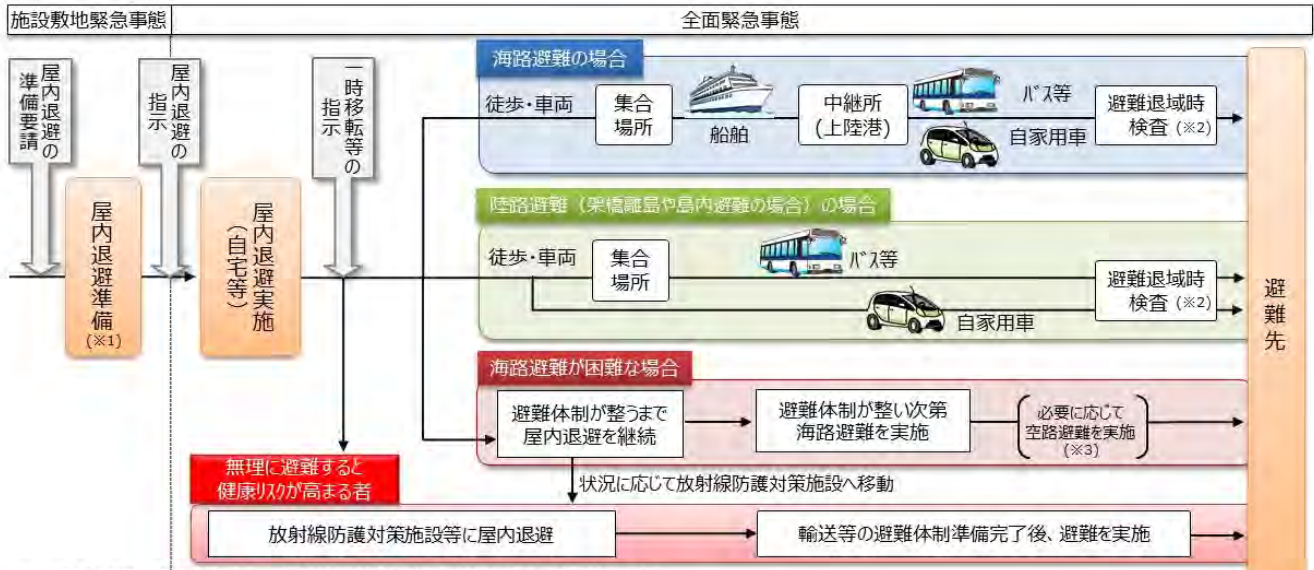 施設敷地緊急事態
全面緊急事態
屋内退避の
準備要請
屋内退避の
指示
一時移転等の
指示
屋内退避準備
(※1)
屋内退避実施
(自宅等)
海路避難の場合
徒歩・車両
集合
場所
船舶
中継所
(上陸港)
バス等
自家用車
避難退域時
検査 (※2)
陸路避難（架橋離島や島内避難の場合）の場合
徒歩・車両
集合
場所
バス等
自家用車
避難退域時
検査 (※2)
海路避難が困難な場合
避難体制が整うまで
屋内退避を継続
避難体制が整い次第
海路避難を実施
必要に応じて
空路避難を実施
(※3)
状況に応じて放射線防護対策施設へ移動
無理に避難すると
健康リスクが高まる者
放射線防護対策施設等に屋内退避
輸送等の避難体制準備完了後、避難を実施
避難先